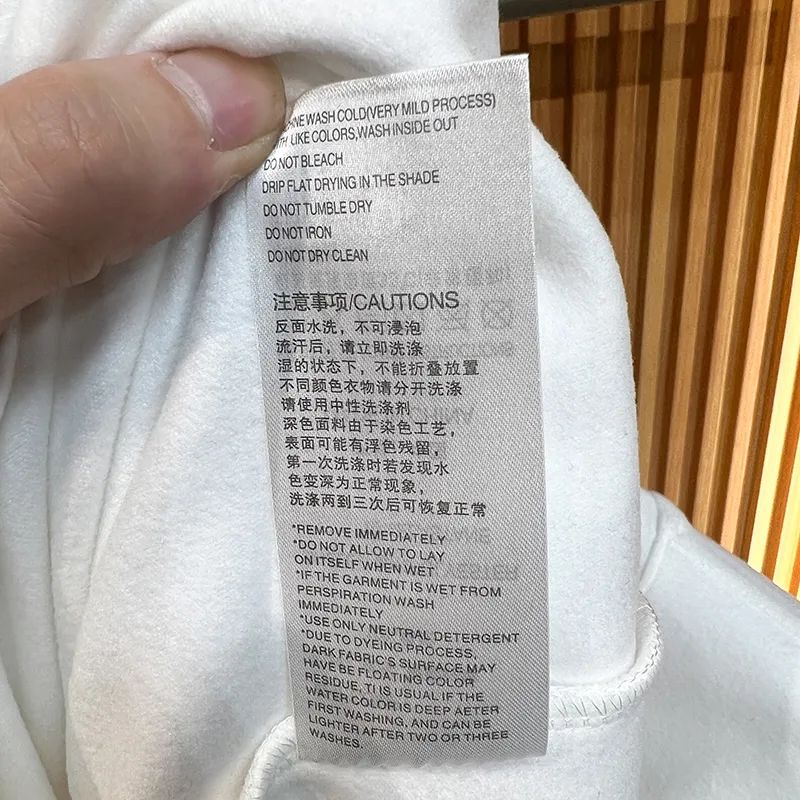 WASH COLD(VERY MILD PROCESS)
LIKE COLORS,WASH INSIDE OUT
DO NOT BLEACH
DRIP FLAT DRYING IN THE SHADE
DO NOT TUMBLE DRY
DO NOT IRON
DO NOT DRY CLEAN
注意事项/CAUTIONS
反面水洗，不可浸泡
流汗后，请立即洗涤
湿的状态下，不能折叠放置
不同颜色衣物请分开洗涤
请使用中性洗涤剂
深色面料由于染色工艺，
表面可能有浮色残留，
第一次洗涤时若发现水
色变深为正常现象，
洗涤两到三次后可恢复正常
*REMOVE IMMEDIATELY
*DO NOT ALLOW TO LAY
ON ITSELF WHEN WET
*IF THE GARMENT IS WET FROM
PERSPIRATION WASH
IMMEDIATELY
*USE ONLY NEUTRAL DETERGENT
*DUE TO DYEING PROCESS,
DARK FABRIC'S SURFACE MAY
HAVE BE FLOATING COLOR
RESIDUE, TI IS USUAL IF THE
WATER COLOR IS DEEP AETER
FIRST WASHING, AND CAN BE
LIGHTER AFTER TWO OR THREE
WASHES.